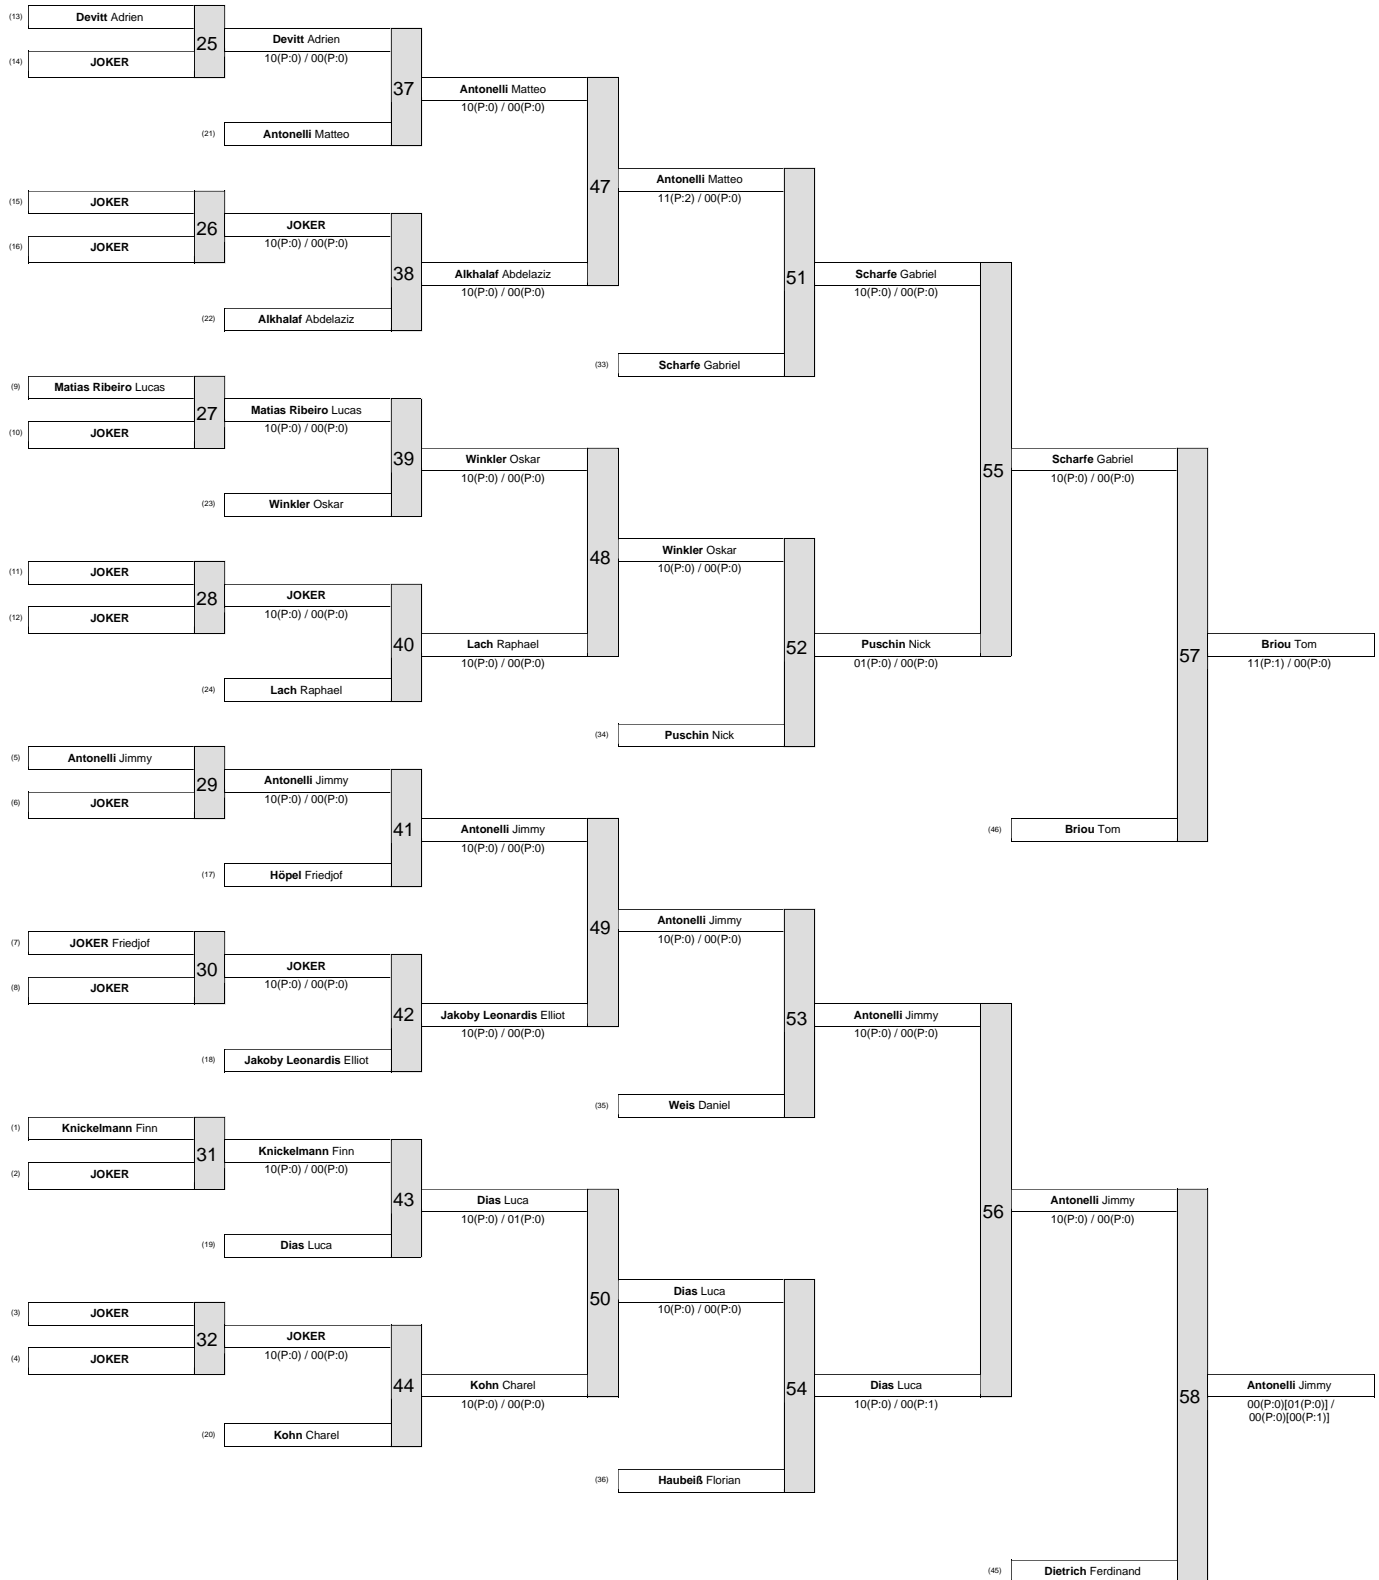 (13) Devitt Adrien
25
Devitt Adrien
10(P:0) / 00(P:0)
(14) JOKER
37
Antonelli Matteo
10(P:0) / 00(P:0)
(21) Antonelli Matteo
47
Antonelli Matteo
11(P:2) / 00(P:0)
(15) JOKER
26
JOKER
10(P:0) / 00(P:0)
(16) JOKER
38
Alkhalaf Abdelaziz
10(P:0) / 00(P:0)
(22) Alkhalaf Abdelaziz
51
Scharfe Gabriel
10(P:0) / 00(P:0)
(33) Scharfe Gabriel
(9) Matias Ribeiro Lucas
27
Matias Ribeiro Lucas
10(P:0) / 00(P:0)
(10) JOKER
39
Winkler Oskar
10(P:0) / 00(P:0)
(23) Winkler Oskar
55
Scharfe Gabriel
10(P:0) / 00(P:0)
48
Winkler Oskar
10(P:0) / 00(P:0)
(11) JOKER
28
JOKER
10(P:0) / 00(P:0)
(12) JOKER
40
Lach Raphael
10(P:0) / 00(P:0)
(24) Lach Raphael
52
Puschin Nick
01(P:0) / 00(P:0)
(34) Puschin Nick
57
Briou Tom
11(P:1) / 00(P:0)
(46) Briou Tom
(5) Antonelli Jimmy
29
Antonelli Jimmy
10(P:0) / 00(P:0)
(6) JOKER
41
Antonelli Jimmy
10(P:0) / 00(P:0)
(17) Höpel Friedjof
49
Antonelli Jimmy
10(P:0) / 00(P:0)
(7) JOKER Friedjof
30
JOKER
10(P:0) / 00(P:0)
(8) JOKER
42
Jakoby Leonardis Elliot
10(P:0) / 00(P:0)
(18) Jakoby Leonardis Elliot
53
Antonelli Jimmy
10(P:0) / 00(P:0)
(35) Weis Daniel
(1) Knickelmann Finn
31
Knickelmann Finn
10(P:0) / 00(P:0)
(2) JOKER
43
Dias Luca
10(P:0) / 01(P:0)
(19) Dias Luca
56
Antonelli Jimmy
10(P:0) / 00(P:0)
50
Dias Luca
10(P:0) / 00(P:0)
(3) JOKER
32
JOKER
10(P:0) / 00(P:0)
(4) JOKER
44
Kohn Charel
10(P:0) / 00(P:0)
(20) Kohn Charel
54
Dias Luca
10(P:0) / 00(P:1)
(36) Haubeiß Florian
58
Antonelli Jimmy
00(P:0)[01(P:0)] /
00(P:0)[00(P:1)]
(45) Dietrich Ferdinand